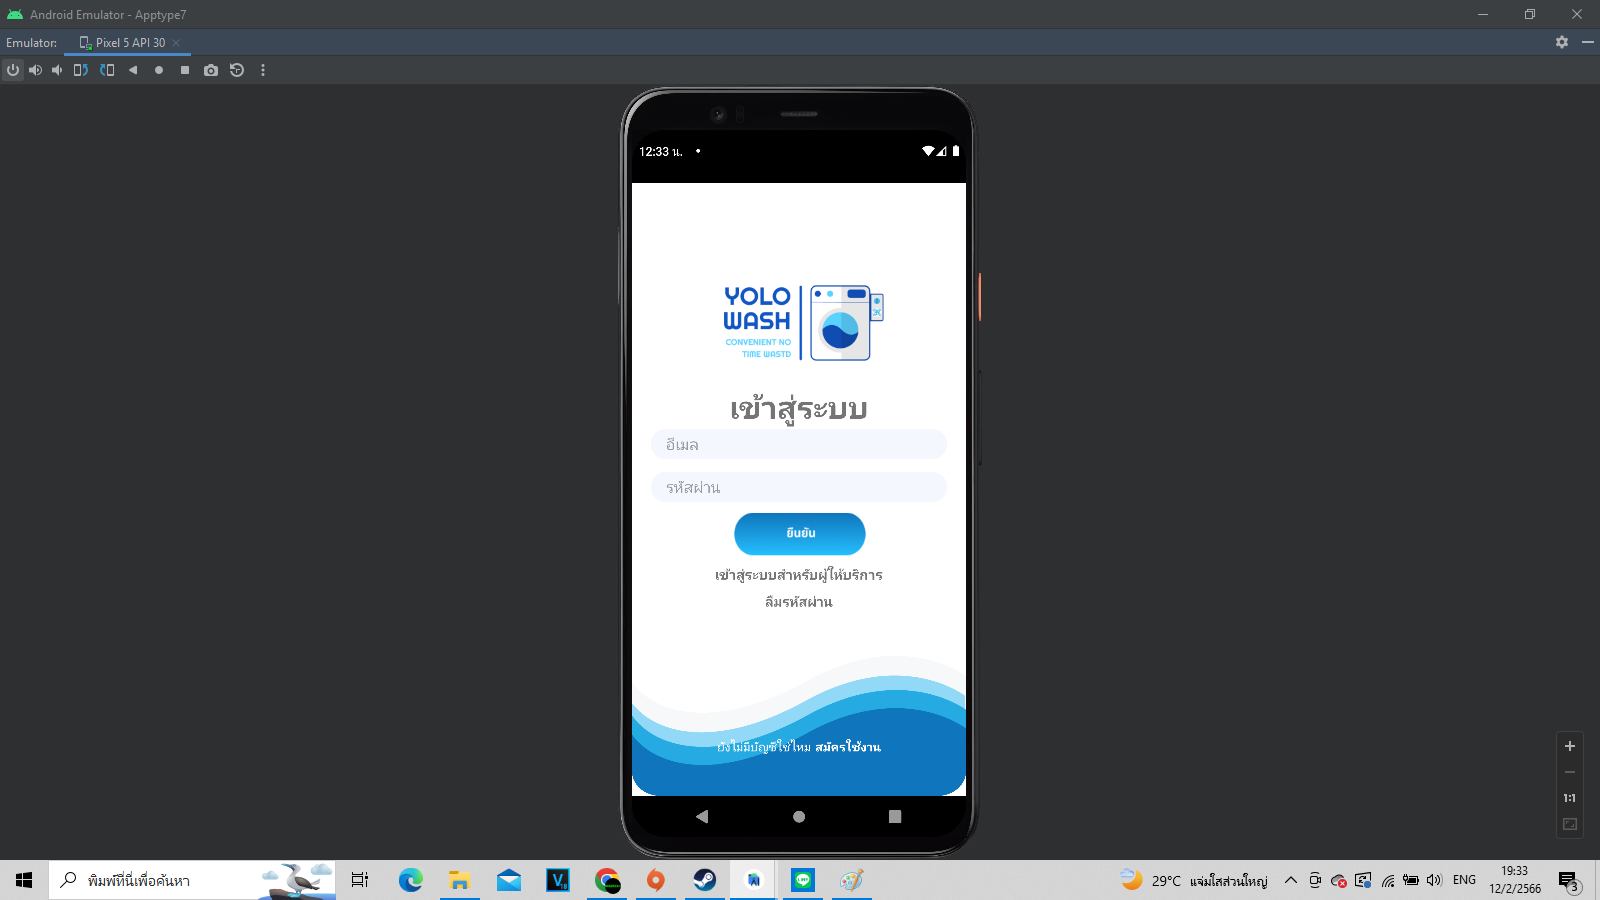 Android Emulator - Apptype7
Emulator:
Pixel 5 API 30
12:33 น.
YOLO
WASH
CONVENIENT NO
TIME WASTD
เข้าสู่ระบบ
อีเมล
รหัสผ่าน
ยืนยัน
เข้าสู่ระบบสำหรับผู้ให้บริการ
ลืมรหัสผ่าน
ยังไม่มีบัญชีใช่ไหม สมัครใช้งาน
1:1
พิมพ์ที่นี่เพื่อค้นหา
29°C แจ่มใสส่วนใหญ่
ENG
19:33
12/2/2566
3